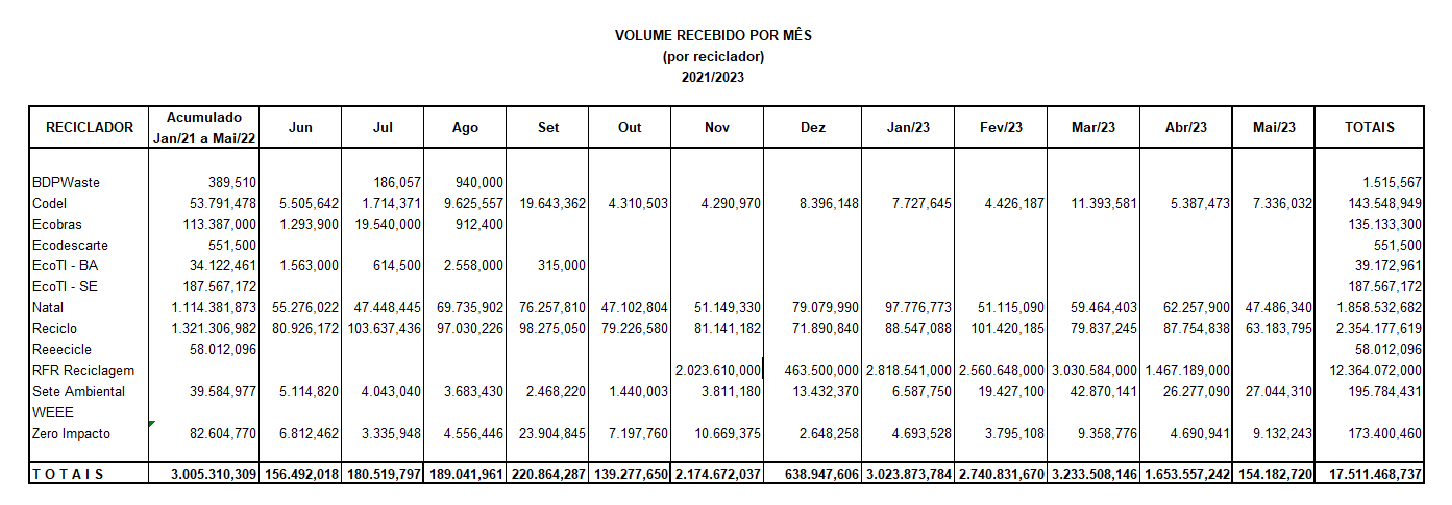 VOLUME RECEBIDO POR MÊS
(por reciclador)
2021/2023
RECICLADOR Acumulado Jan/21 a Mai/22 Jun Jul Ago Set Out Nov Dez Jan/23 Fev/23 Mar/23 Abr/23 Mai/23 TOTAIS
BDPWaste 389,510 186,057 940,000 1.515,567
Codel 53.791,478 5.505,642 1.714,371 9.625,557 19.643,362 4.310,503 4.290,970 8.396,148 7.727,645 4.426,187 11.393,581 5.387,473 7.336,032 143.548,949
Ecobras 113.387,000 1.293,900 19.540,000 912,400 135.133,300
Ecodescarte 551,500 551,500
EcoTI - BA 34.122,461 1.563,000 614,500 2.558,000 315,000 39.172,961
EcoTI - SE 187.567,172 187.567,172
Natal 1.114.381,873 55.276,022 47.448,445 69.735,902 76.257,810 47.102,804 51.149,330 79.079,990 97.776,773 51.115,090 59.464,403 62.257,900 47.486,340 1.858.532,682
Reciclo 1.321.306,982 80.926,172 103.637,436 97.030,226 98.275,050 79.226,580 81.141,182 71.890,840 88.547,088 101.420,185 79.837,245 87.754,838 63.183,795 2.354.177,619
Reeecicle 58.012,096 58.012,096
RFR Reciclagem 2.023.610,000 463.500,000 2.818.541,000 2.560.648,000 3.030.584,000 1.467.189,000 12.364.072,000
Sete Ambiental 39.584,977 5.114,820 4.043,040 3.683,430 2.468,220 1.440,003 3.811,180 13.432,370 6.587,750 19.427,100 42.870,141 26.277,090 27.044,310 195.784,431
WEEE
Zero Impacto 82.604,770 6.812,462 3.335,948 4.556,446 23.904,845 7.197,760 10.669,375 2.648,258 4.693,528 3.795,108 9.358,776 4.690,941 9.132,243 173.400,460
T O T A I S 3.005.310,309 156.492,018 180.519,797 189.041,961 220.864,287 139.277,650 2.174.672,037 638.947,606 3.023.873,784 2.740.831,670 3.233.508,146 1.653.557,242 154.182,720 17.511.468,737